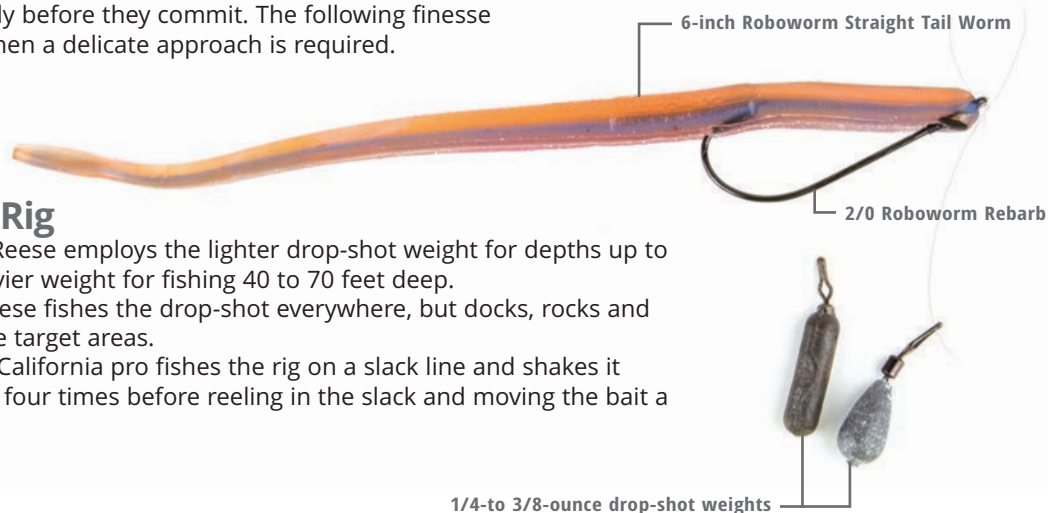 ly before they commit. The following finesse
hen a delicate approach is required.
6-inch Roboworm Straight Tail Worm
2/0 Roboworm Rebarb
Rig
Reese employs the lighter drop-shot weight for depths up to
vier weight for fishing 40 to 70 feet deep.
ese fishes the drop-shot everywhere, but docks, rocks and
e target areas.
California pro fishes the rig on a slack line and shakes it
four times before reeling in the slack and moving the bait a
1/4-to 3/8-ounce drop-shot weights